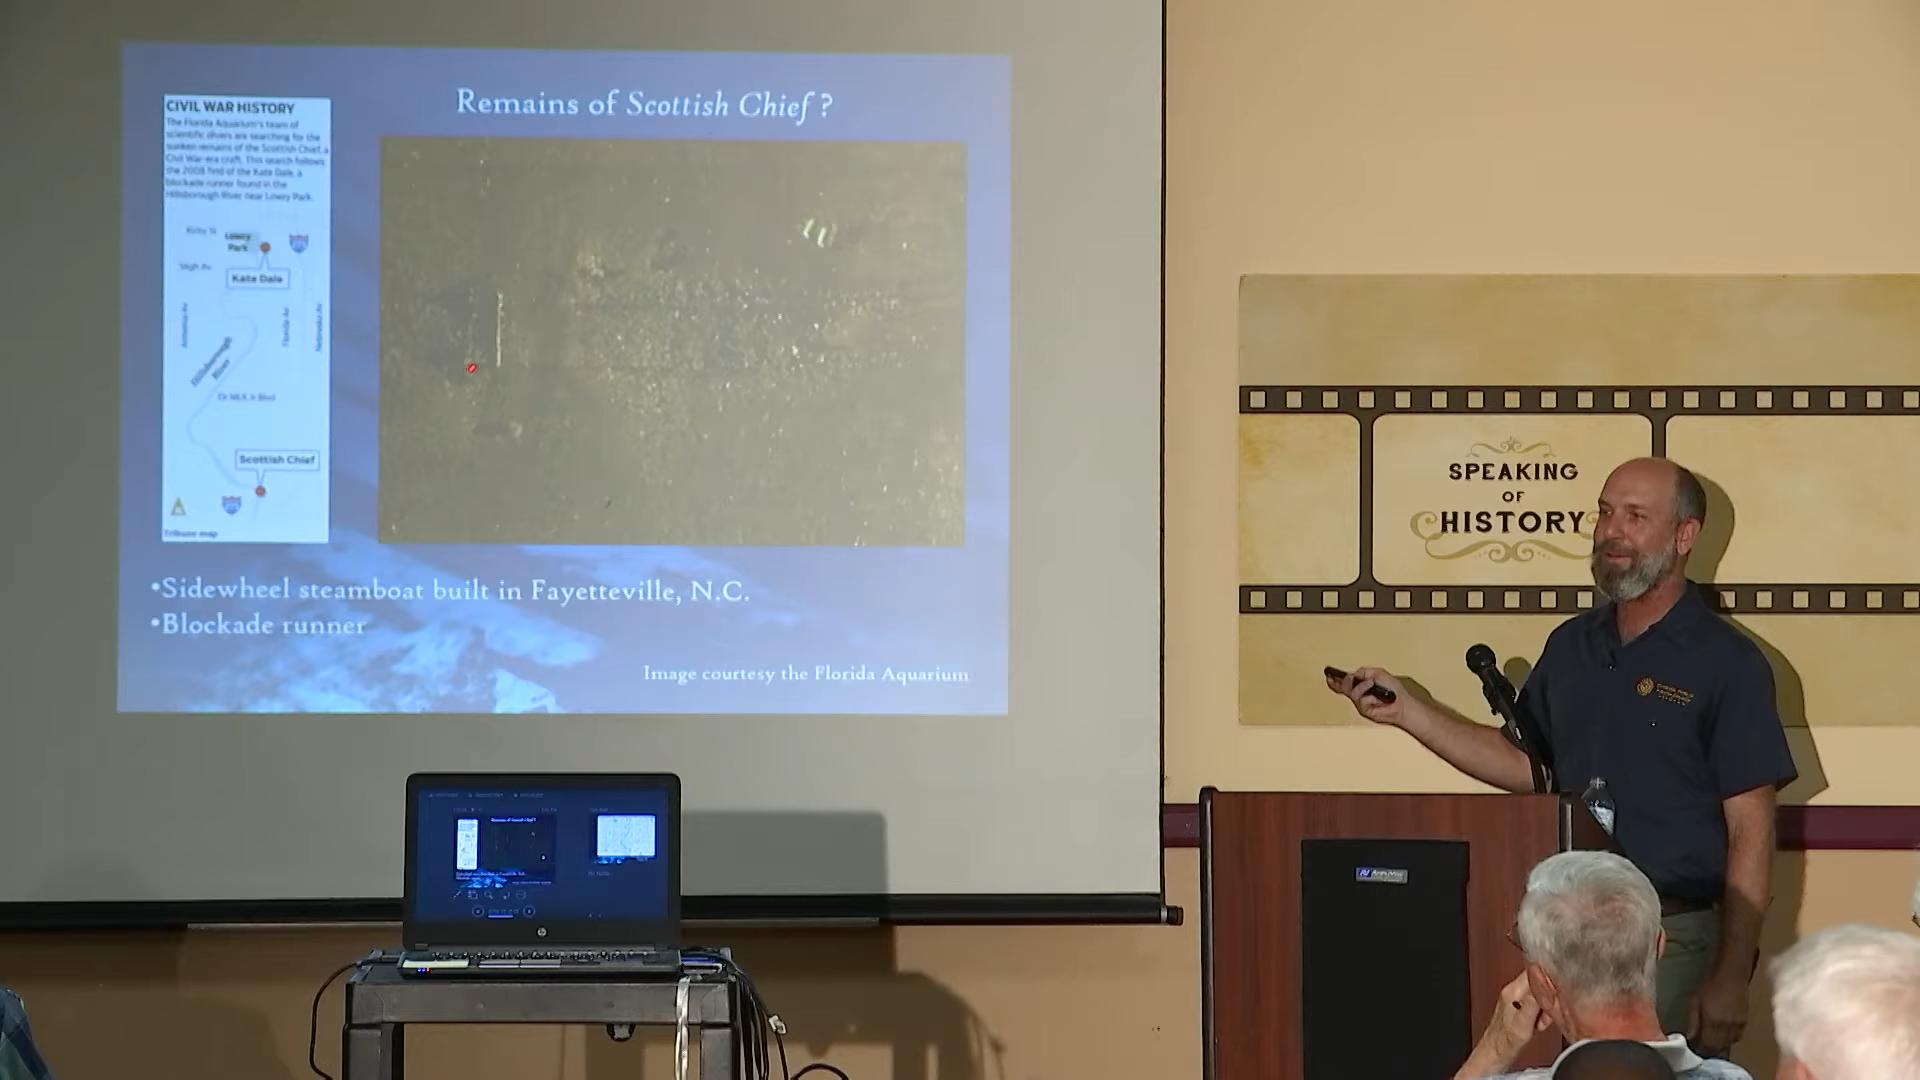 Remains of Scottish Chief ?
CIVIL WAR HISTORY
The Florida Aquarium's team of
scientific divers are searching for the
sunken remains of the Scottish Chief, a
Civil War-era craft. This search follows
the 2008 find of the Kate Dale, a
blockade runner found in the
Hillsborough River near Lowry Park.
Lowry
Park
Kate Dale
Armenia Av
Florida Av
Nebraska Av
Hillsborough
River
Dr. MLK Jr Blvd
Scottish Chief
Tribune map
•Sidewheel steamboat built in Fayetteville, N.C.
•Blockade runner
Image courtesy the Florida Aquarium
SPEAKING
OF
HISTORY
hp